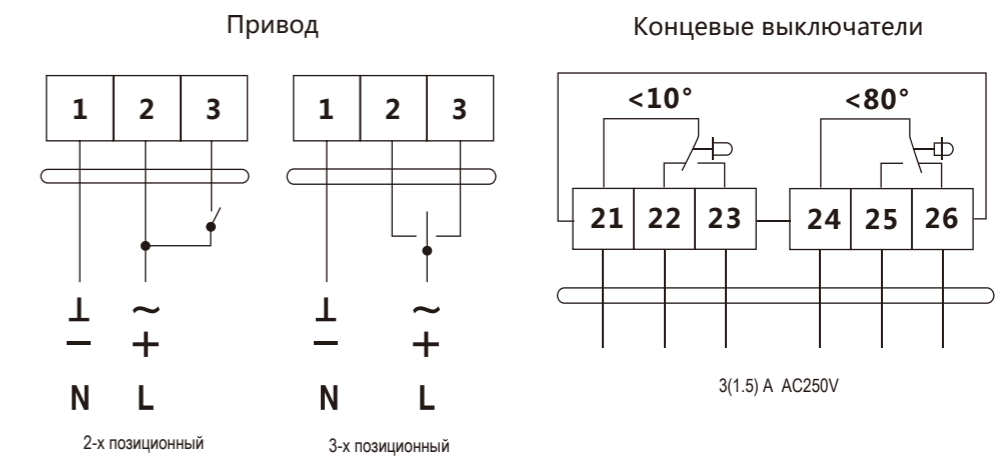 Привод
Концевые выключатели
1 2 3
1 2 3
<10°
<80°
21 22 23
24 25 26
⊥ ~
− +
N L
2-х позиционный
⊥ ~
− +
N L
3-х позиционный
3(1.5) A AC250V